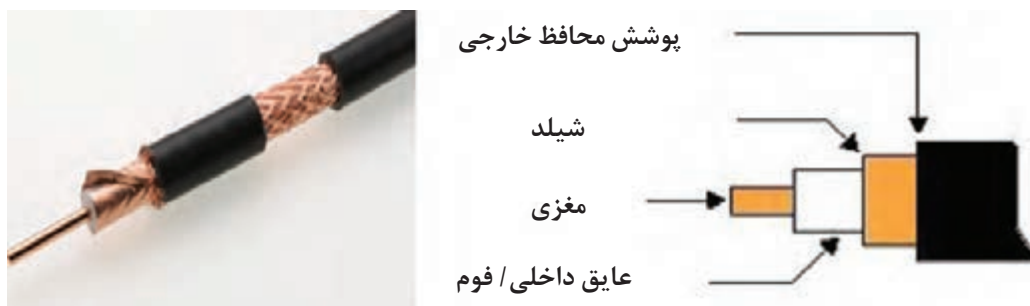 پوشش محافظ خارجی
شیلد
مغزی
عایق داخلی/ فوم